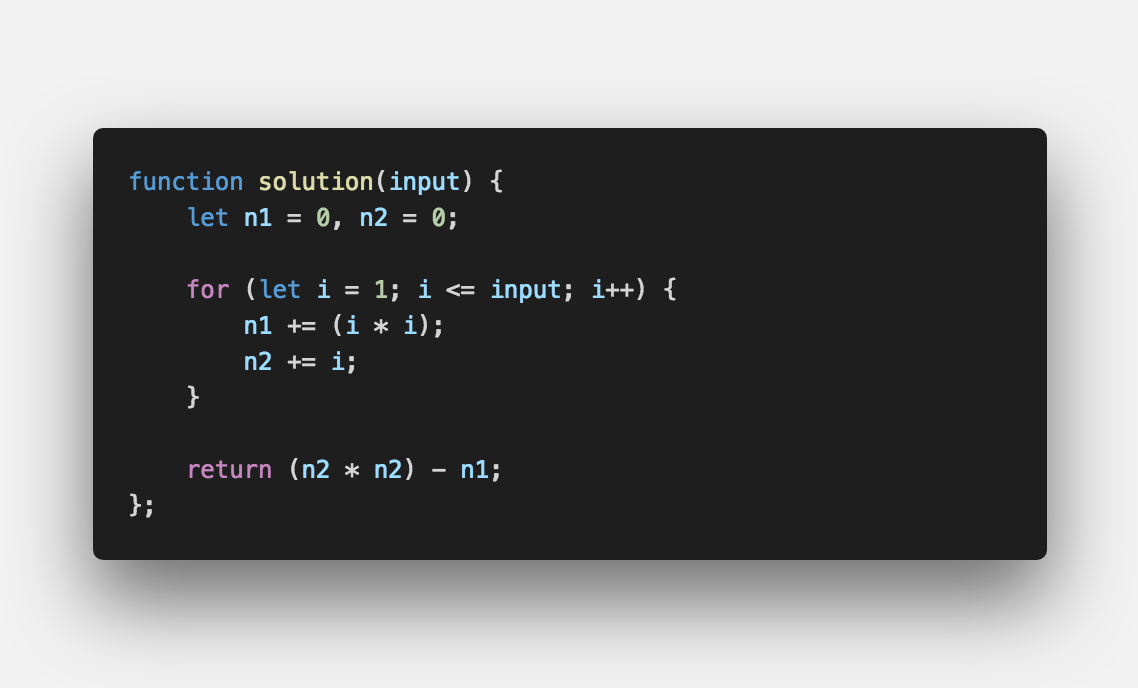 function solution(input) {
    let n1 = 0, n2 = 0;

    for (let i = 1; i <= input; i++) {
        n1 += (i * i);
        n2 += i;
    }

    return (n2 * n2) - n1;
};